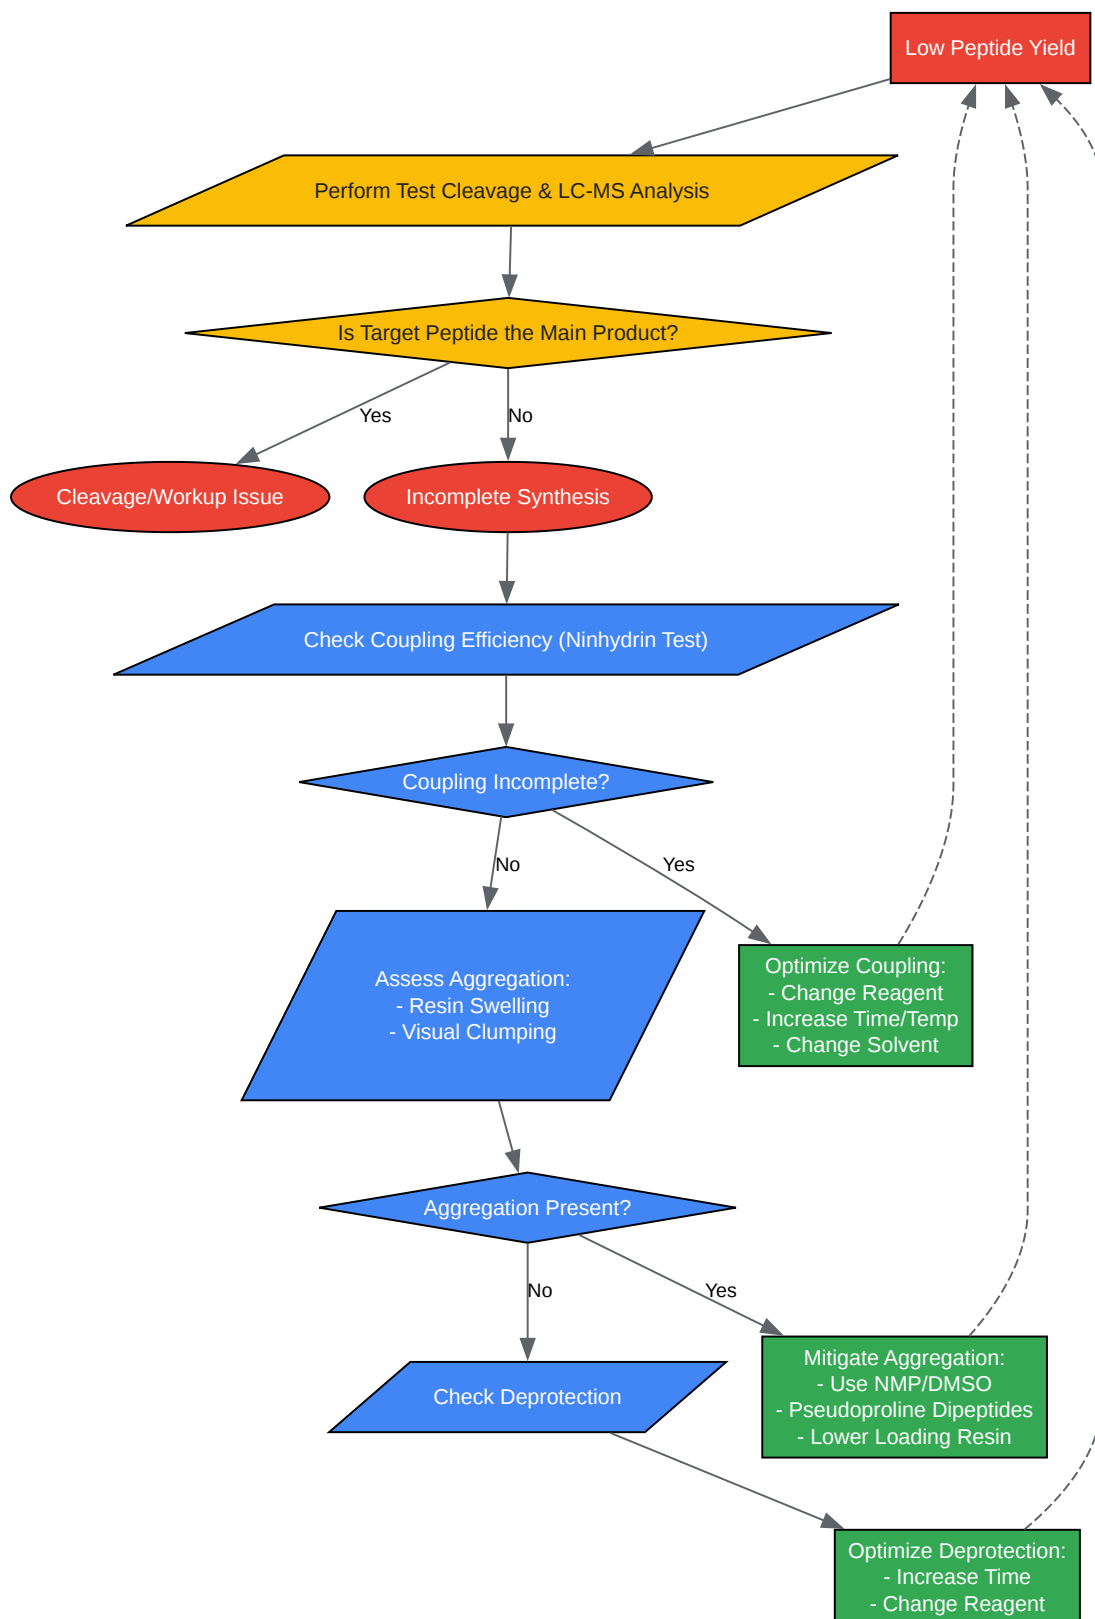 Low Peptide Yield
Perform Test Cleavage & LC-MS Analysis
Is Target Peptide the Main Product?
Yes
No
Cleavage/Workup Issue
Incomplete Synthesis
Check Coupling Efficiency (Ninhydrin Test)
Coupling Incomplete?
No
Yes
Assess Aggregation:
- Resin Swelling
- Visual Clumping
Optimize Coupling:
- Change Reagent
- Increase Time/Temp
- Change Solvent
Aggregation Present?
No
Yes
Mitigate Aggregation:
- Use NMP/DMSO
- Pseudoproline Dipeptides
- Lower Loading Resin
Check Deprotection
Optimize Deprotection:
- Increase Time
- Change Reagent